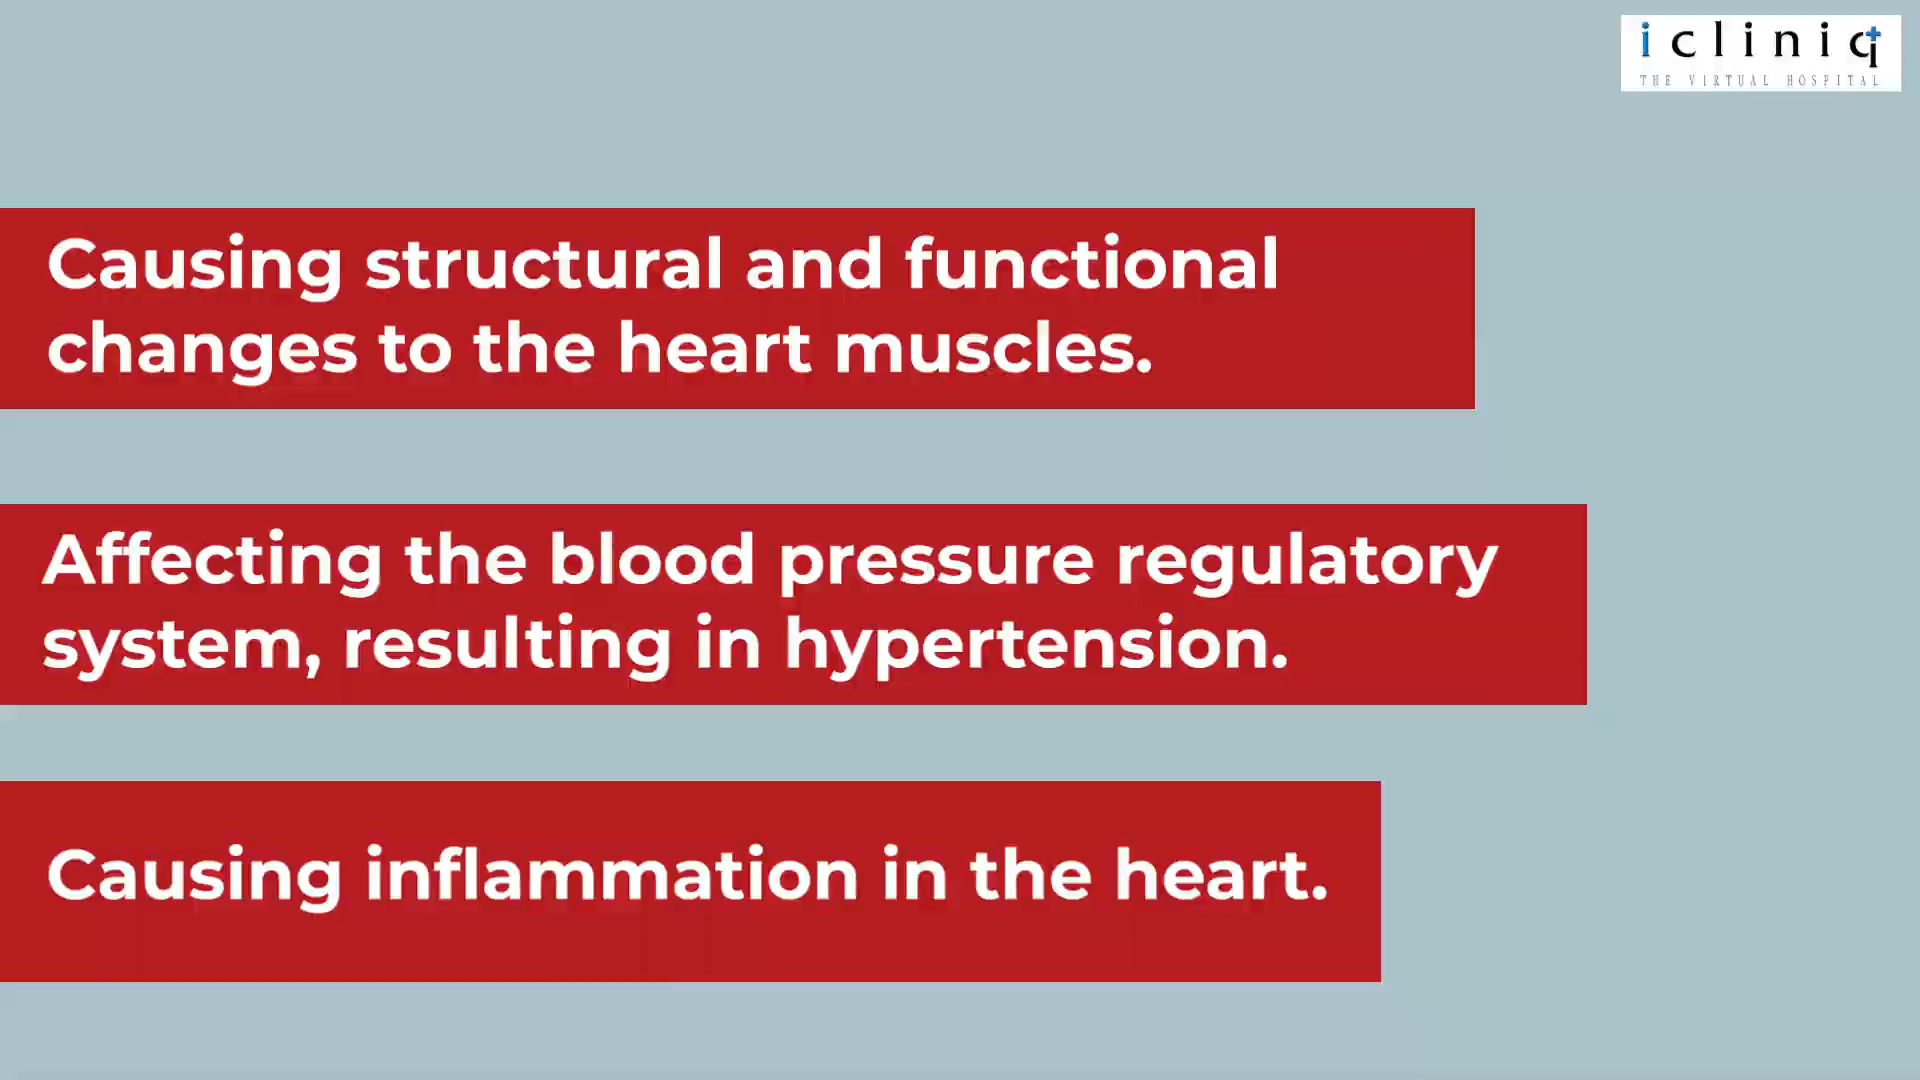 icliniq
THE VIRTUAL HOSPITAL
Causing structural and functional
changes to the heart muscles.
Affecting the blood pressure regulatory
system, resulting in hypertension.
Causing inflammation in the heart.